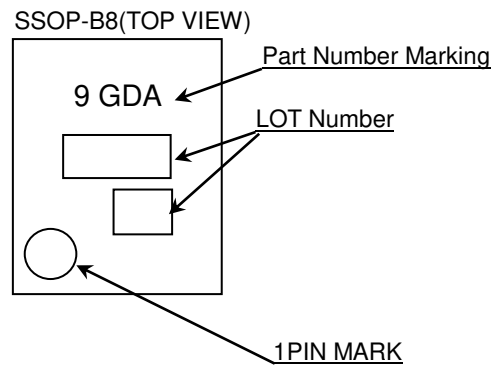 SSOP-B8(TOP VIEW)
Part Number Marking
9 GDA
LOT Number
1PIN MARK